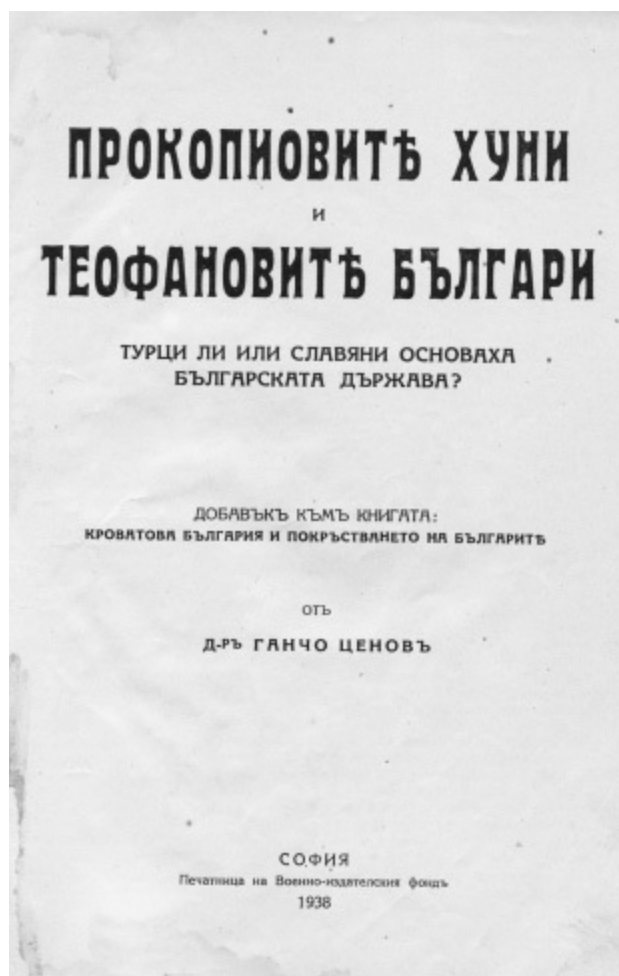 ПРОКОПИОВИТѢ ХУНИ
И
ТЕОФАНОВИТѢ БЪЛГАРИ
ТУРЦИ ЛИ ИЛИ СЛАВЯНИ ОСНОВАХА
БЪЛГАРСКАТА ДЪРЖАВА?
ДОБАВЪКЪ КЪМЪ КНИГАТА:
КРОВАТОВА БЪЛГАРИЯ И ПОКРЪСТВАНЕТО НА БЪЛГАРИТѢ
ОТЪ
Д-РЪ ГАНЧО ЦЕНОВЪ
СОФИЯ
Печатница на Военно-издателския фондъ
1938